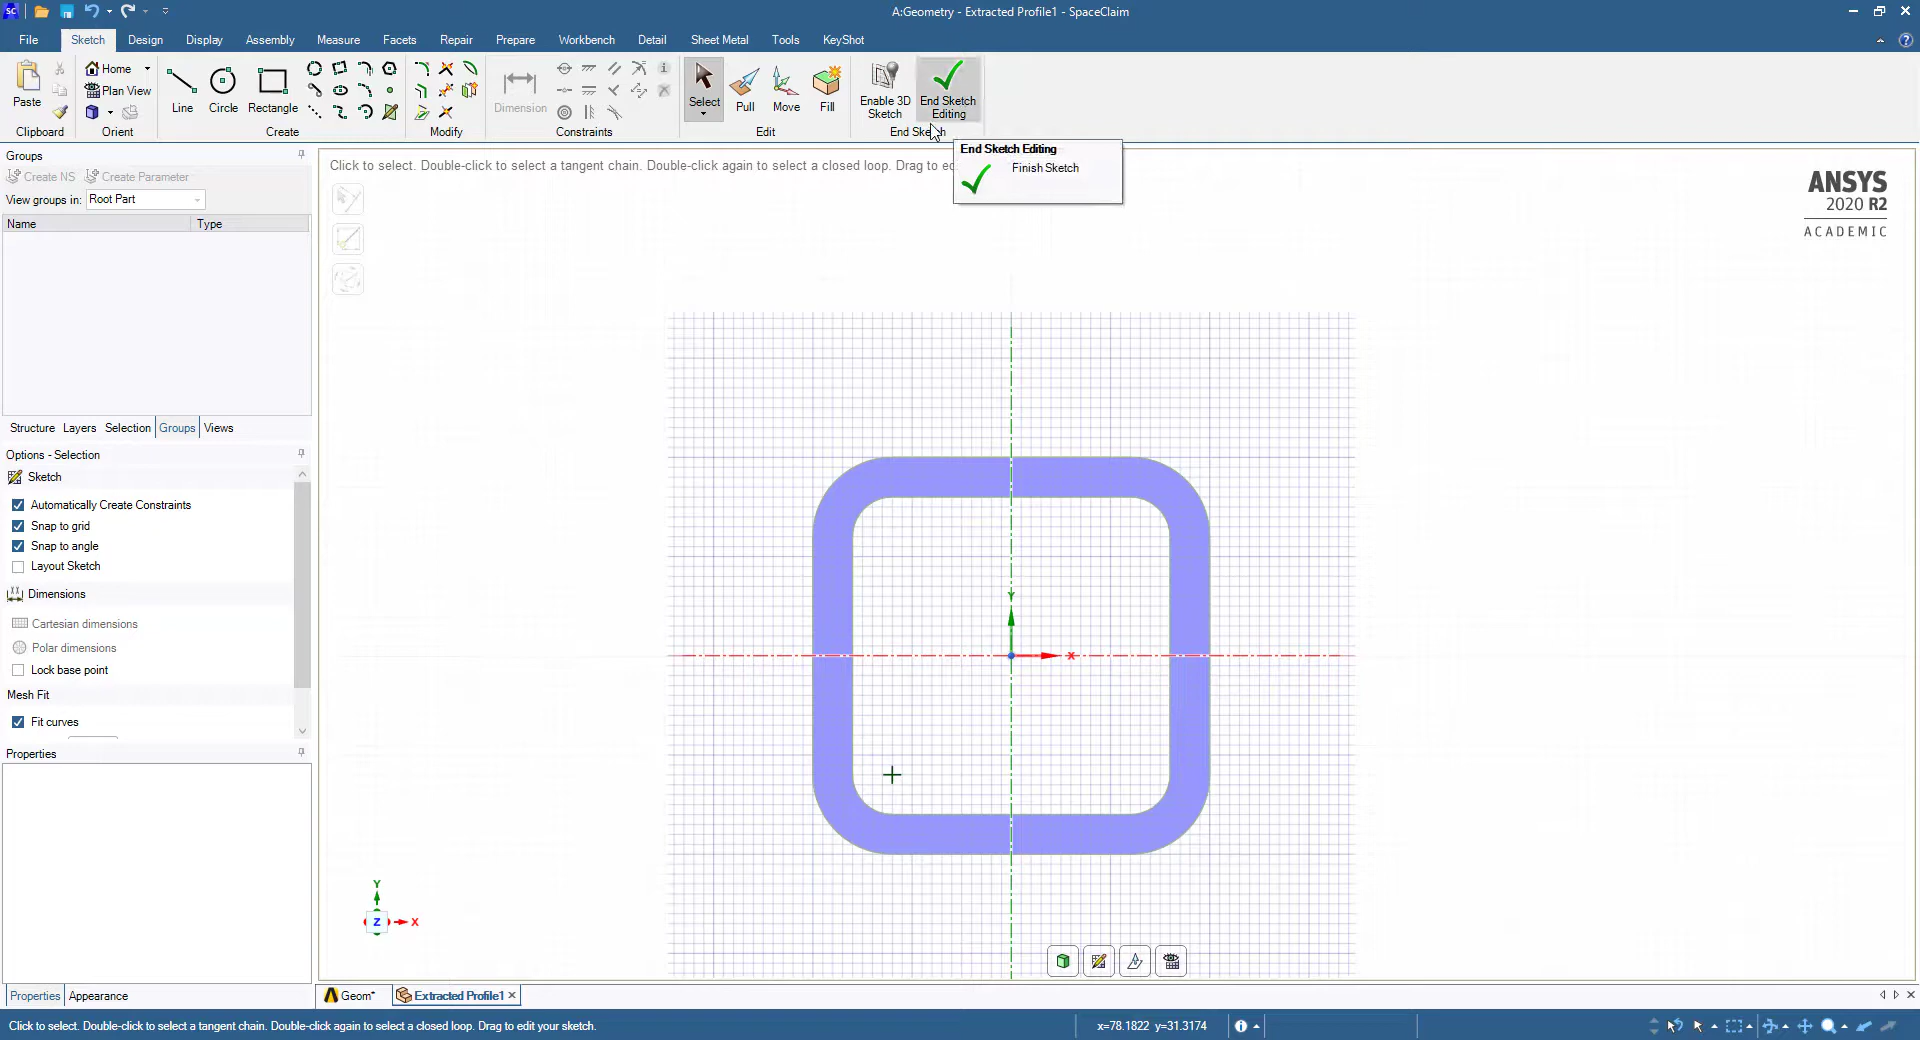 A:Geometry - Extracted Profile1 - SpaceClaim
File Sketch Design Display Assembly Measure Facets Repair Prepare Workbench Detail Sheet Metal Tools KeyShot
Paste
Clipboard
Home
Plan View
Orient
Line
Circle
Rectangle
Create
Modify
Dimension
Constraints
Select
Pull
Move
Fill
Edit
Enable 3D
Sketch
End Sketch
Editing
End Sketch
End Sketch Editing
Finish Sketch
Groups
Create NS Create Parameter
View groups in: Root Part
Name Type
Structure Layers Selection Groups Views
Options - Selection
Sketch
Automatically Create Constraints
Snap to grid
Snap to angle
Layout Sketch
Dimensions
Cartesian dimensions
Polar dimensions
Lock base point
Mesh Fit
Fit curves
Properties
Properties Appearance
Click to select. Double-click to select a tangent chain. Double-click again to select a closed loop. Drag to
ANSYS
2020 R2
ACADEMIC
Y
X
Y
Z X
Geom* Extracted Profile1
Click to select. Double-click to select a tangent chain. Double-click again to select a closed loop. Drag to edit your sketch.
x=78.1822 y=31.3174